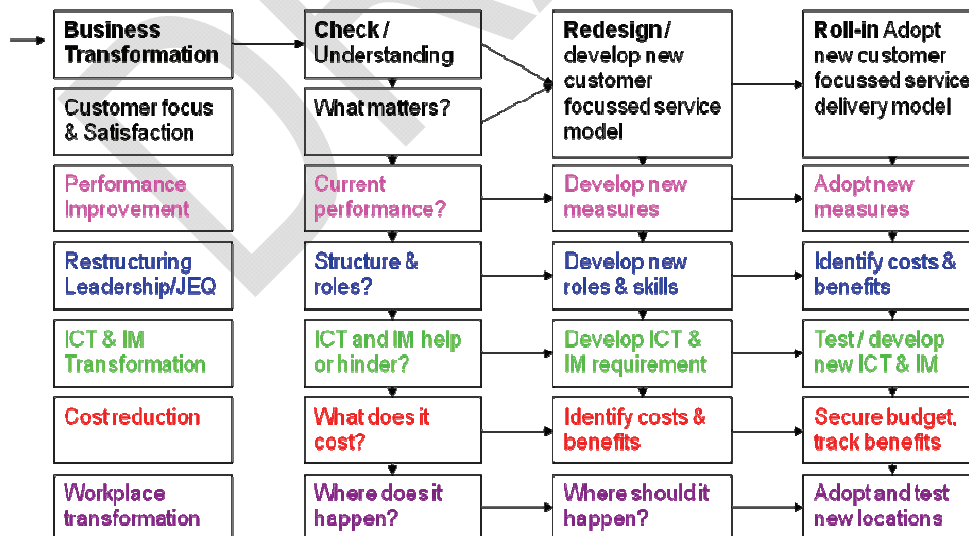 Business
Transformation
Check /
Understanding
Redesign/
develop new
customer
focussed service
model
Roll-in Adopt
new customer
focussed service
delivery model
Customer focus
& Satisfaction
What matters?
Performance
Improvement
Current
performance?
Develop new
measures
Adopt new
measures
Restructuring
Leadership/JEQ
Structure &
roles?
Develop new
roles & skills
Identify costs &
benefits
ICT & IM
Transformation
ICT and IM help
or hinder?
Develop ICT &
IM requirement
Test / develop
new ICT & IM
Cost reduction
What does it
cost?
Identify costs &
benefits
Secure budget,
track benefits
Workplace
transformation
Where does it
happen?
Where should it
happen?
Adopt and test
new locations